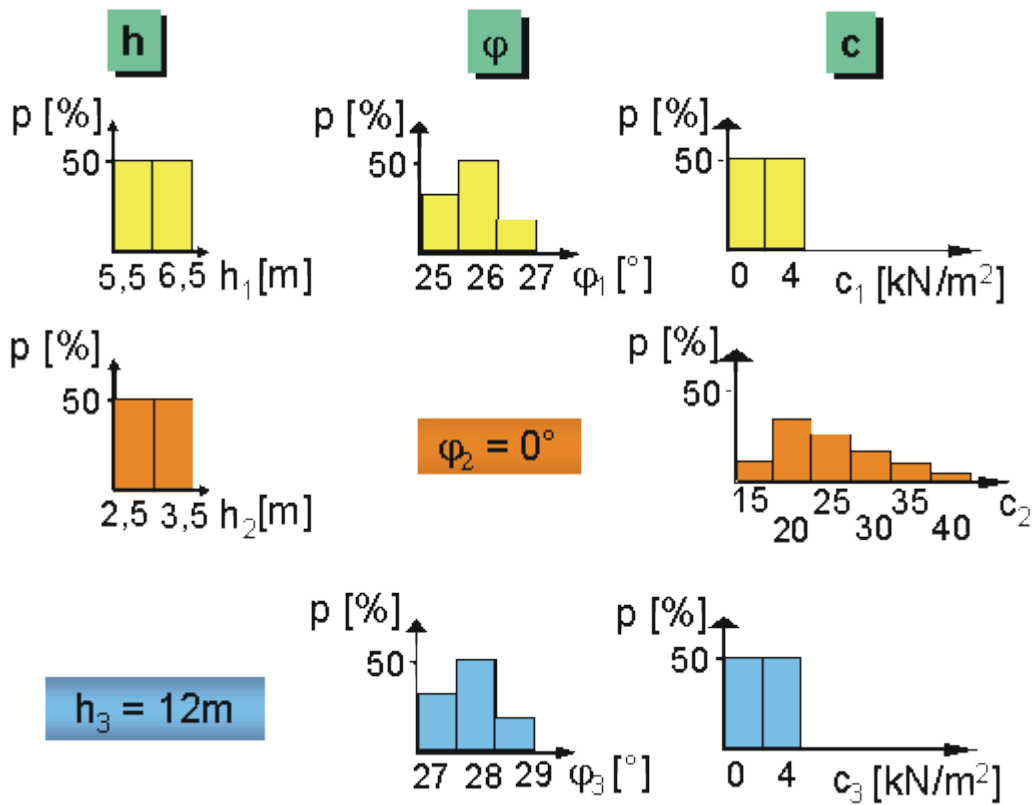 h φ c
p [%] p [%] p [%]
50 50 50
5,5 6,5 h₁[m] 25 26 27 φ₁[°] 0 4 c₁ [kN/m²]
p [%] p [%]
50 φ₂ = 0° 50
2,5 3,5 h₂[m] 15 25 35 c₂
20 30 40
p [%] p [%]
50 50
h₃ = 12m
27 28 29 φ₃[°] 0 4 c₃ [kN/m²]